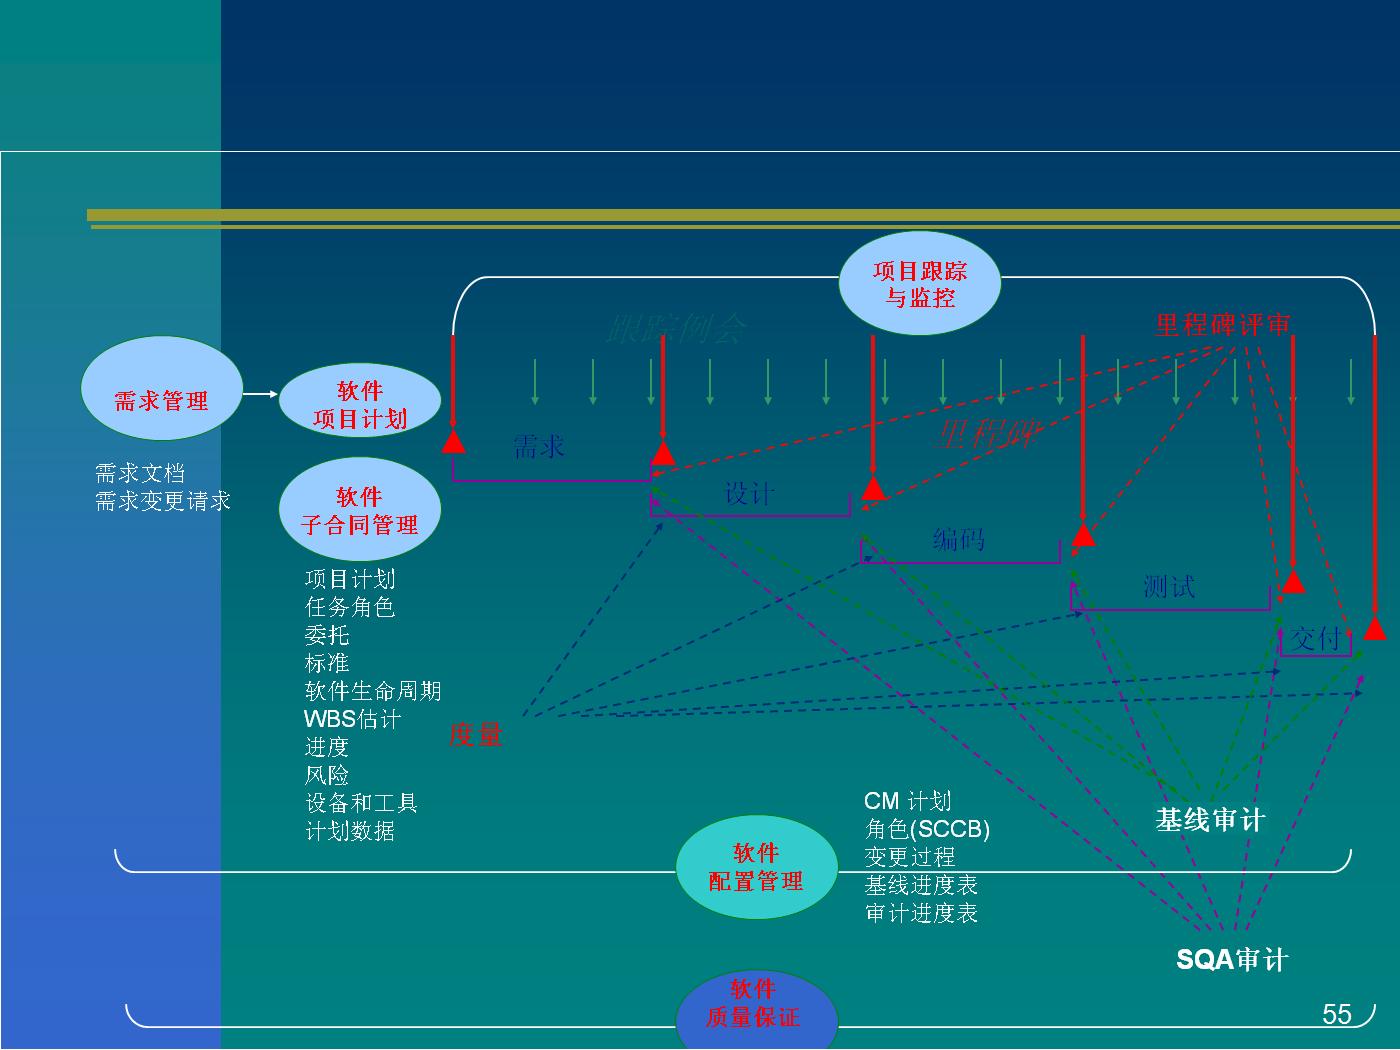 项目跟踪
与监控
跟踪例会
里程碑评审
需求管理
软件
项目计划
里程碑
需求
需求文档
需求变更请求
软件
子合同管理
设计
编码
测试
交付
项目计划
任务角色
委托
标准
软件生命周期
WBS估计
进度
风险
设备和工具
计划数据
度量
CM 计划
角色(SCCB)
变更过程
基线进度表
审计进度表
基线审计
软件
配置管理
SQA审计
软件
质量保证
55